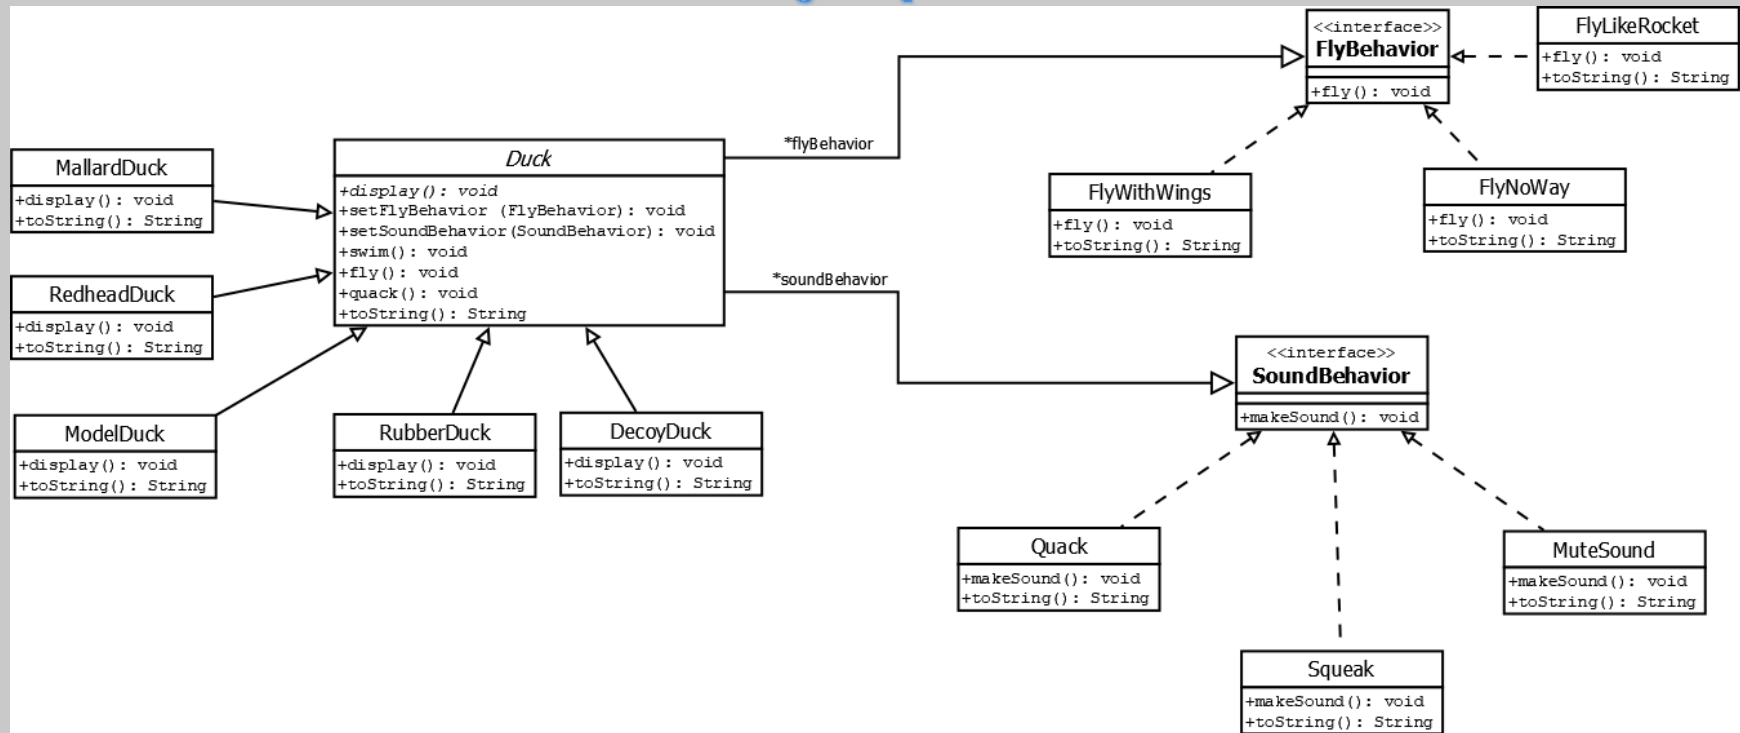 <<interface>>
FlyBehavior
+fly(): void
FlyLikeRocket
+fly(): void
+toString(): String
*flyBehavior
MallardDuck
+display(): void
+toString(): String
Duck
+display(): void
+setFlyBehavior (FlyBehavior): void
+setSoundBehavior(SoundBehavior): void
+swim(): void
+fly(): void
+quack(): void
+toString(): String
FlyWithWings
+fly(): void
+toString(): String
FlyNoWay
+fly(): void
+toString(): String
*soundBehavior
RedheadDuck
+display(): void
+toString(): String
<<interface>>
SoundBehavior
+makeSound(): void
ModelDuck
+display(): void
+toString(): String
RubberDuck
+display(): void
+toString(): String
DecoyDuck
+display(): void
+toString(): String
Quack
+makeSound(): void
+toString(): String
MuteSound
+makeSound(): void
+toString(): String
Squeak
+makeSound(): void
+toString(): String